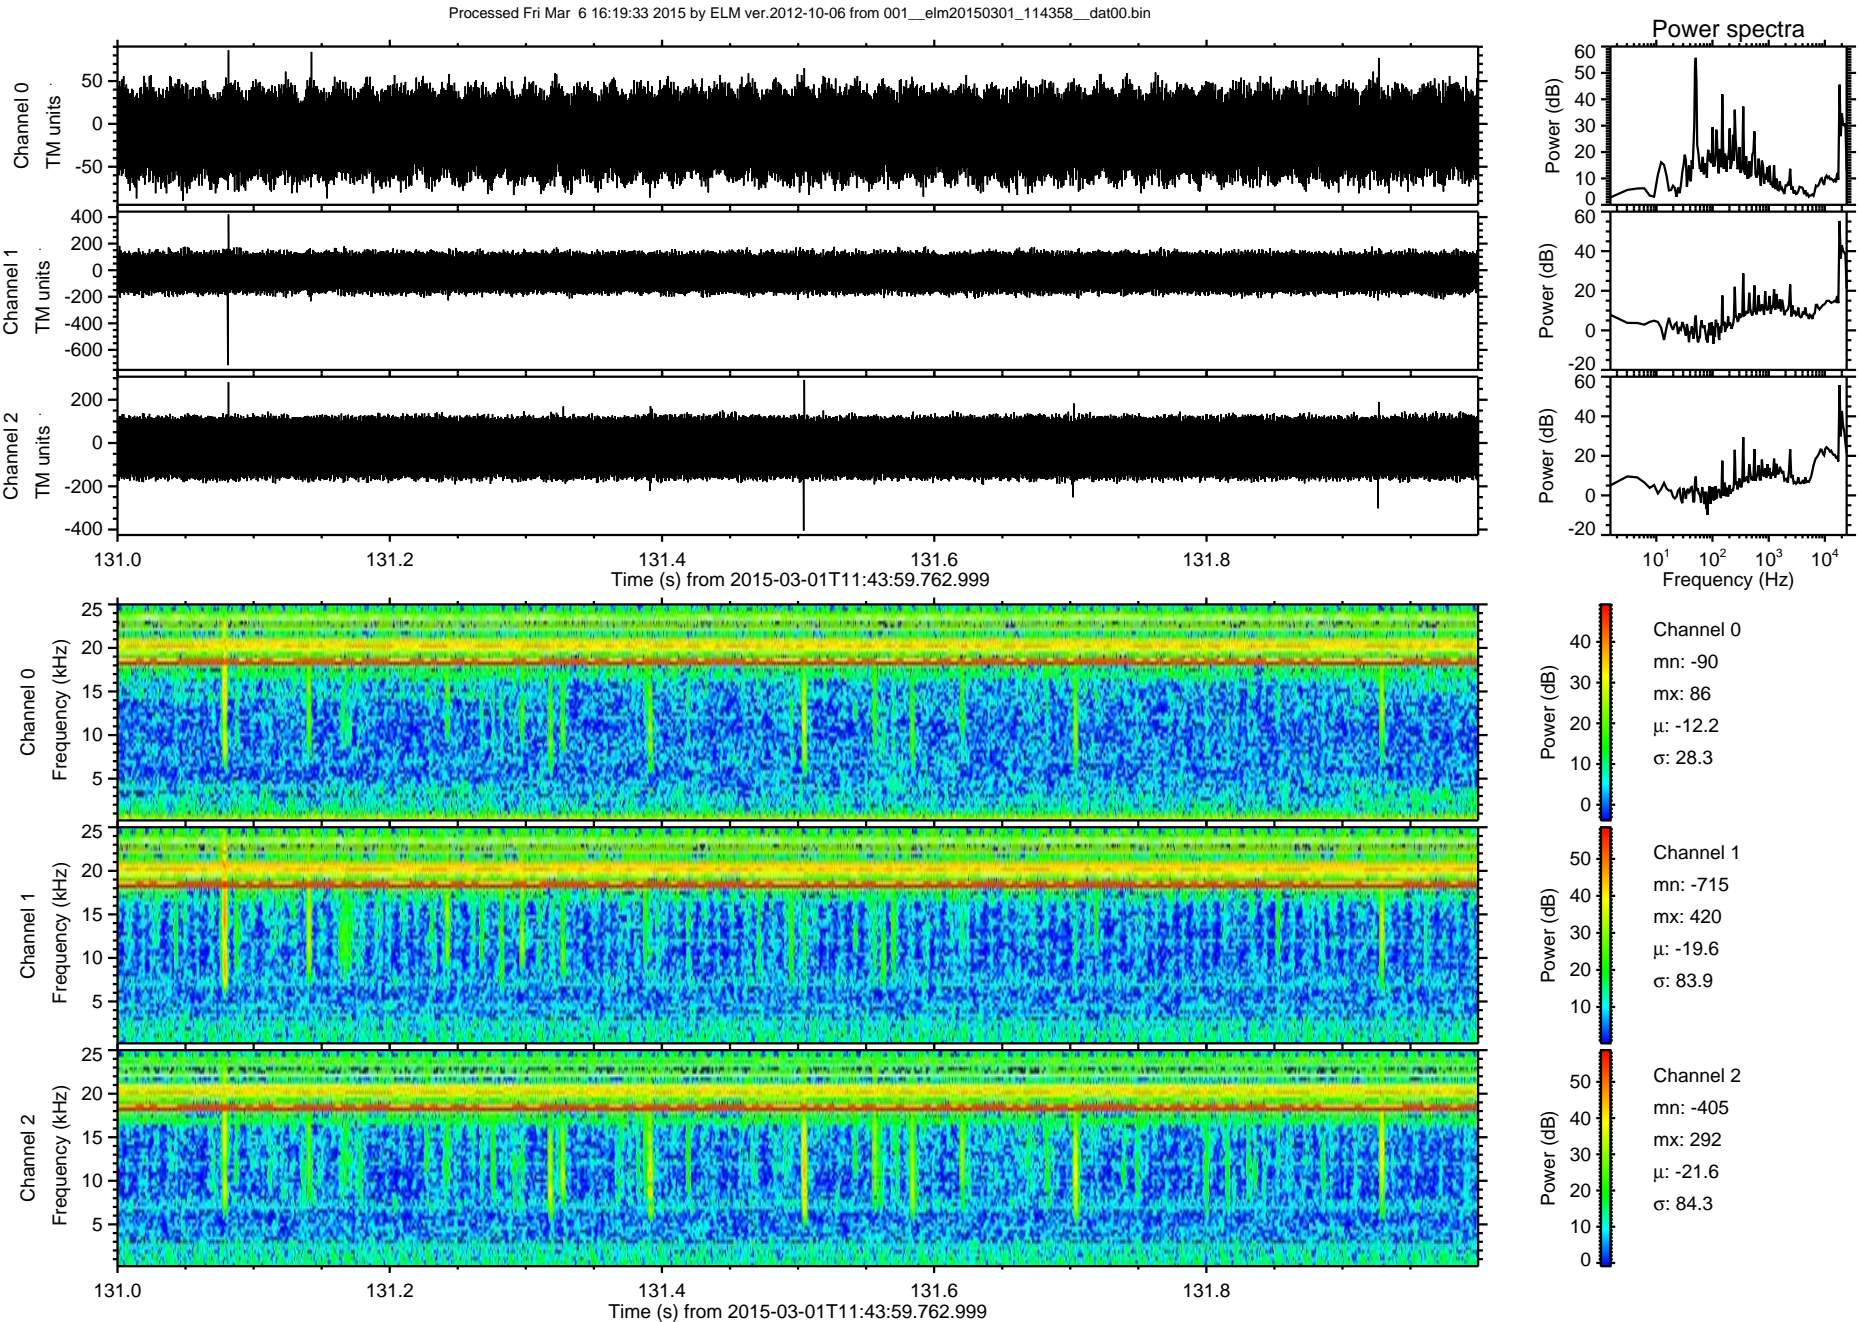 Processed Fri Mar  6 16:19:33 2015 by ELM ver.2012-10-06 from 001__elm20150301_114358__dat00.bin
Power spectra
Channel 0
TM units
50
0
-50
Power (dB)
60
50
40
30
20
10
0
Channel 1
TM units
400
200
0
-200
-400
-600
Power (dB)
60
40
20
0
-20
Channel 2
TM units
200
0
-200
-400
Power (dB)
60
40
20
0
-20
131.0 131.2 131.4 131.6 131.8
Time (s) from 2015-03-01T11:43:59.762.999
10^1 10^2 10^3 10^4
Frequency (Hz)
Channel 0
Frequency (kHz)
25
20
15
10
5
Power (dB)
40
30
20
10
0
Channel 0
mn: -90
mx: 86
μ: -12.2
σ: 28.3
Channel 1
Frequency (kHz)
25
20
15
10
5
Power (dB)
50
40
30
20
10
Channel 1
mn: -715
mx: 420
μ: -19.6
σ: 83.9
Channel 2
Frequency (kHz)
25
20
15
10
5
Power (dB)
50
40
30
20
10
0
Channel 2
mn: -405
mx: 292
μ: -21.6
σ: 84.3
131.0 131.2 131.4 131.6 131.8
Time (s) from 2015-03-01T11:43:59.762.999